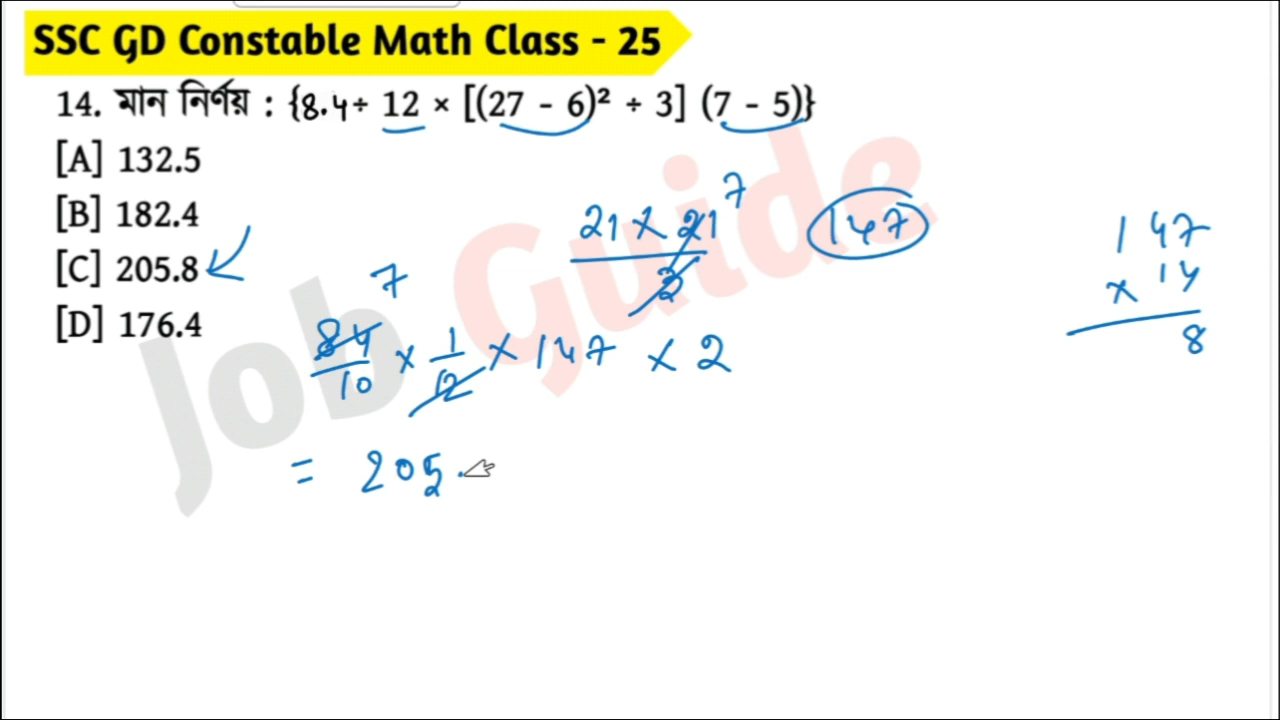 SSC GD Constable Math Class - 25
14. মান নির্ণয় : {8.4÷ 12 × [(27 - 6)² ÷ 3] (7 - 5)}
[A] 132.5
[B] 182.4
[C] 205.8
[D] 176.4
Job Guide
7
21 × 21
3
147
147
× 14
8
7
84/10 × 1/12 × 147 × 2
= 205.